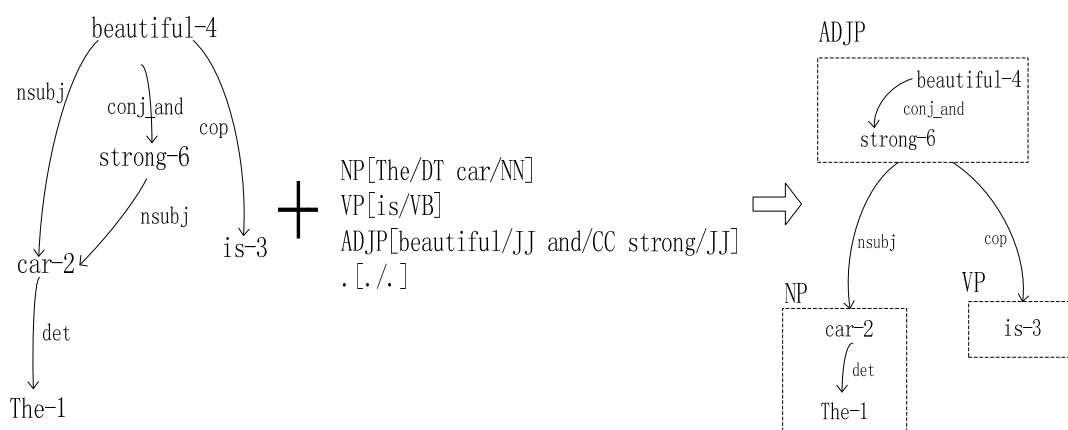 beautiful-4
nsubj
conj_and
cop
strong-6
nsubj
is-3
car-2
det
The-1
NP[The/DT car/NN]
VP[is/VB]
ADJP[beautiful/JJ and/CC strong/JJ]
.[./.]
ADJP
beautiful-4
conj_and
strong-6
nsubj
cop
NP
VP
car-2
is-3
det
The-1